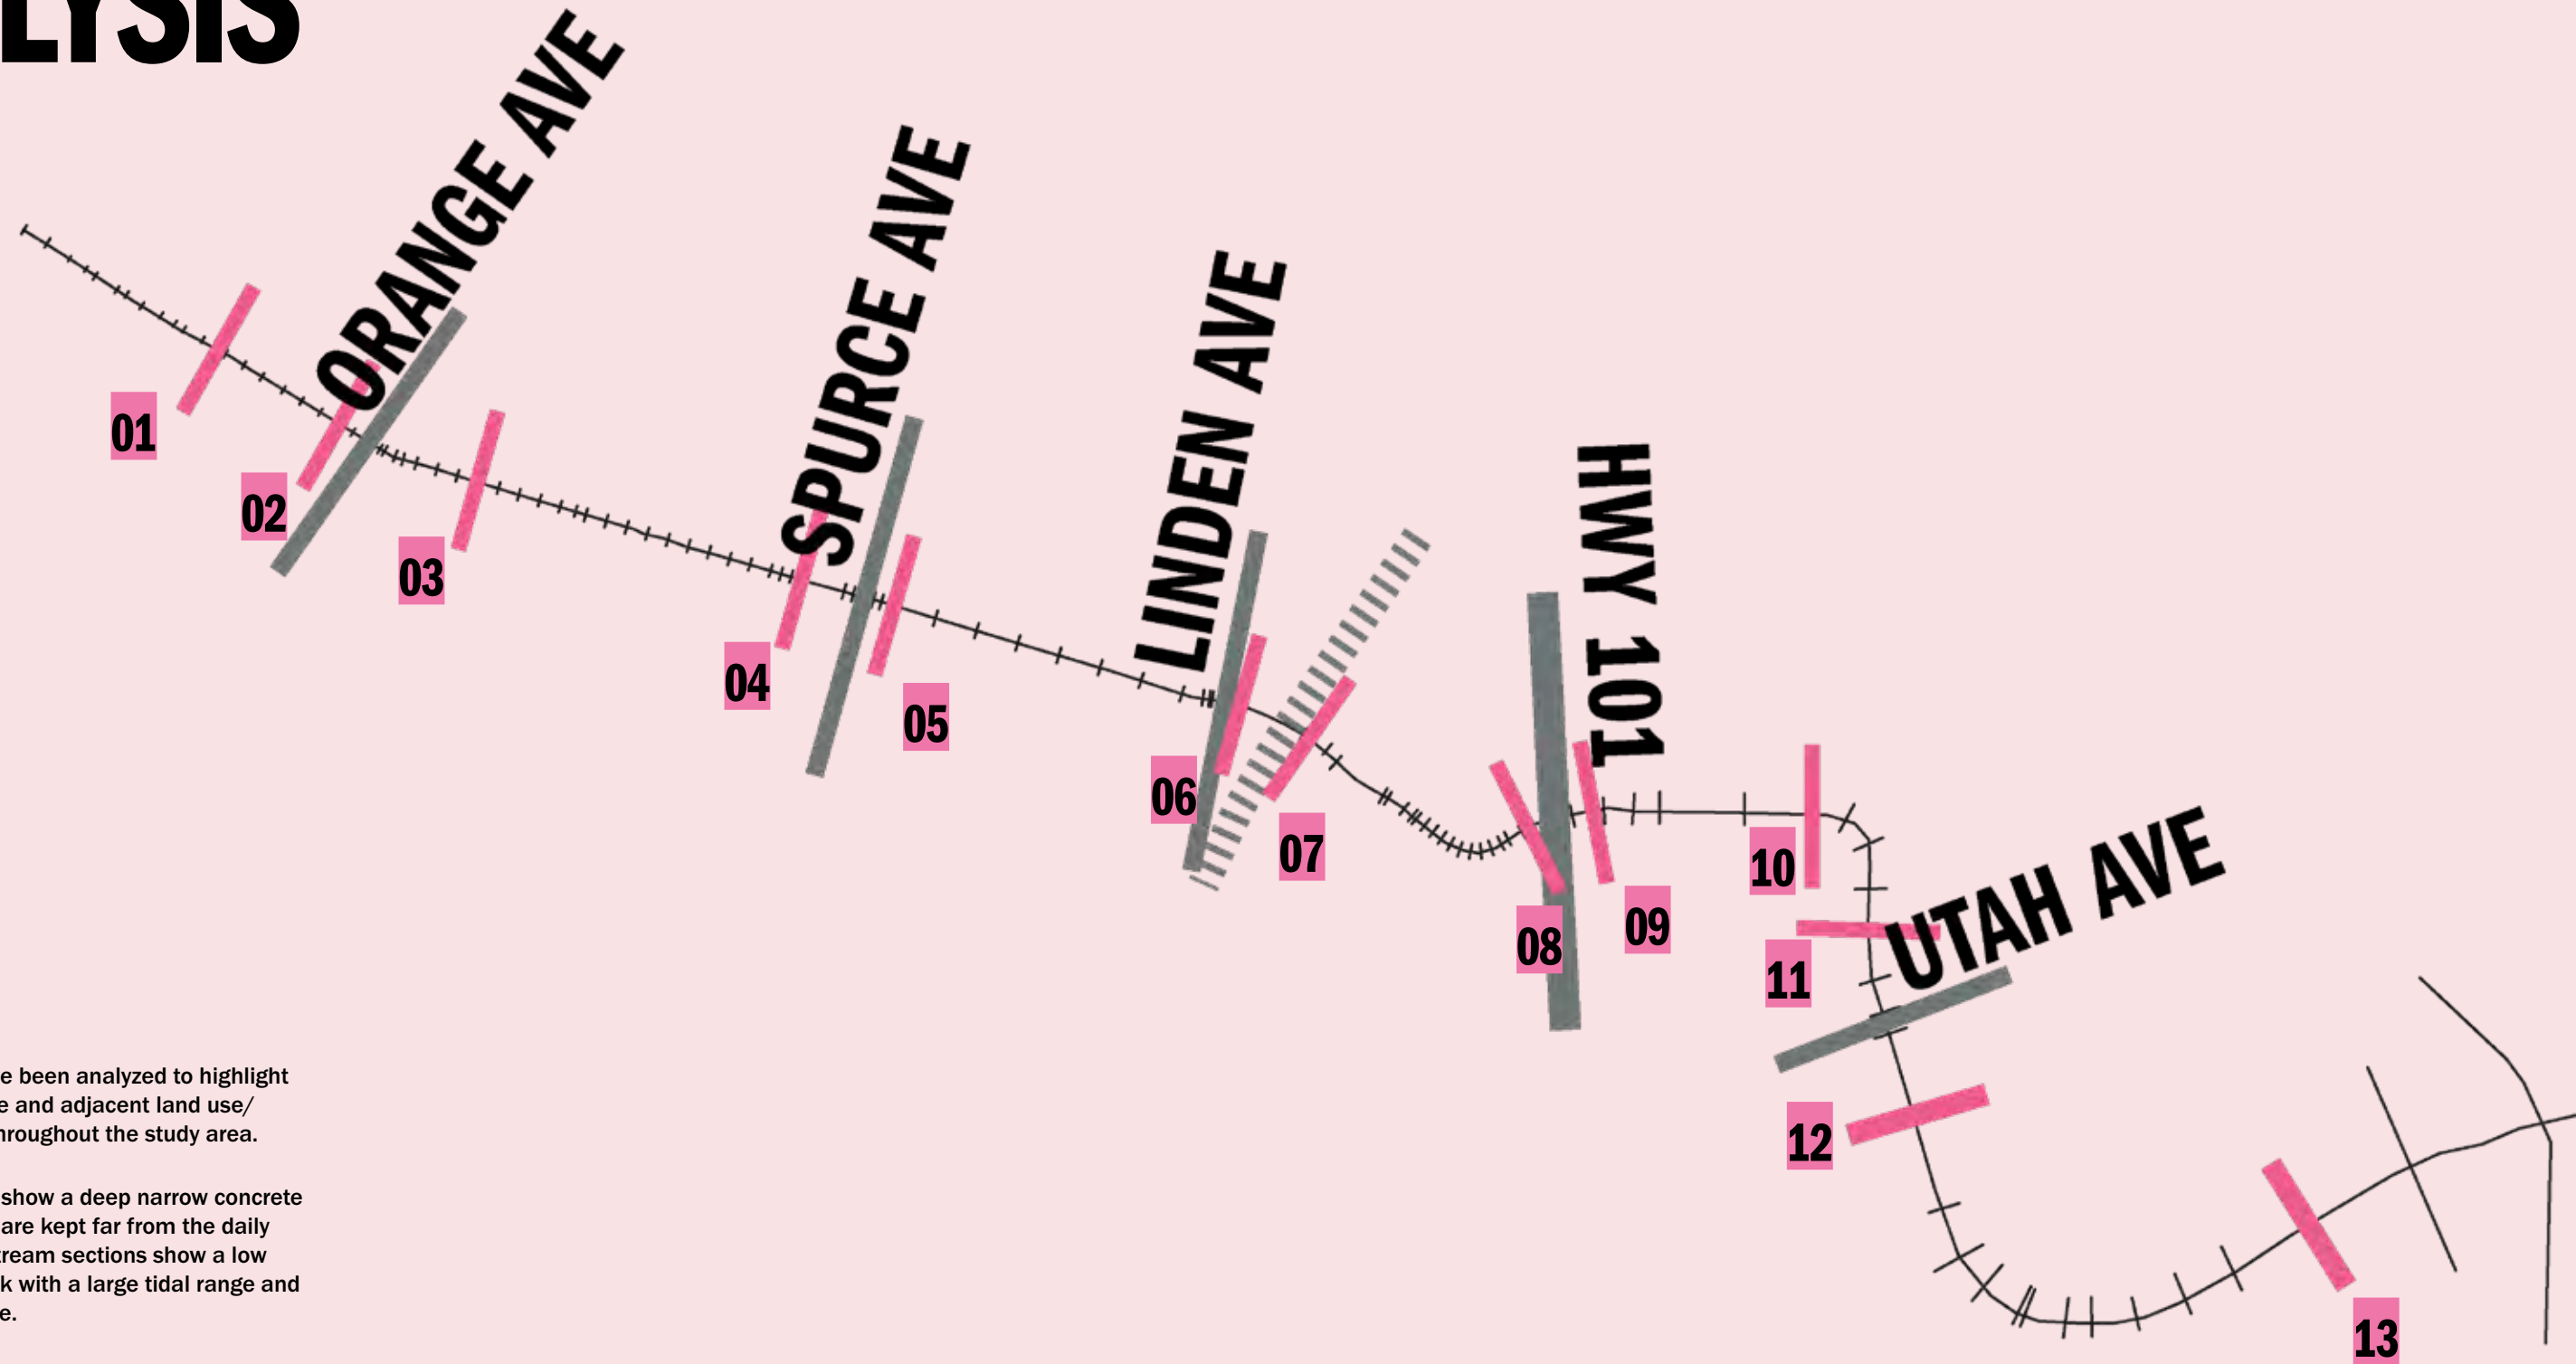 LYSIS
ORANGE AVE
SPURCE AVE
LINDEN AVE
HWY 101
UTAH AVE
01
02
03
04
05
06
07
08
09
10
11
12
13
e been analyzed to highlight
e and adjacent land use/
hroughout the study area.
show a deep narrow concrete
are kept far from the daily
tream sections show a low
k with a large tidal range and
e.